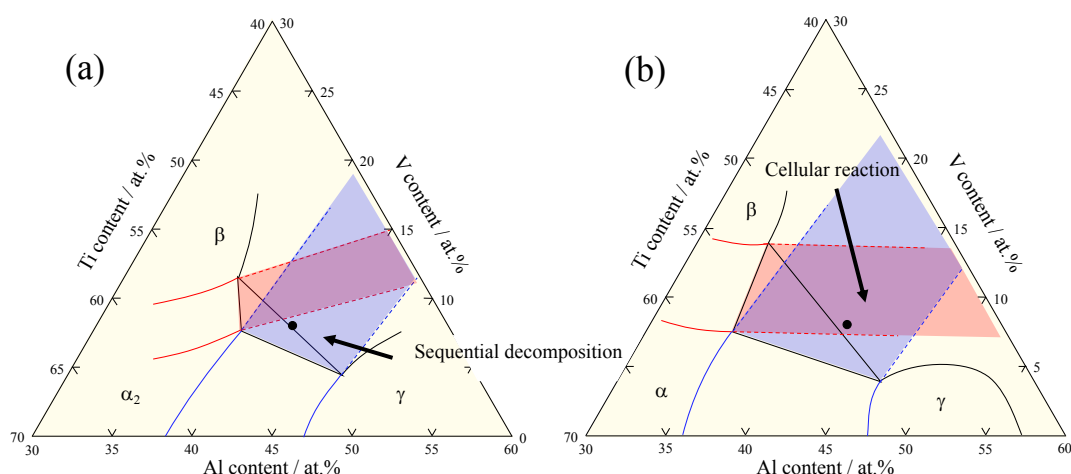 (a)
40 30
45 25
50 20
55 15
60 10
65
70 0
30 35 40 45 50 55 60
Ti content / at.%
V content / at.%
Al content / at.%
β
α2
γ
Sequential decomposition
(b)
40 30
45 25
50 20
55 15
60 10
65 5
70 0
30 35 40 45 50 55 60
Ti content / at.%
V content / at.%
Al content / at.%
Cellular reaction
β
α
γ